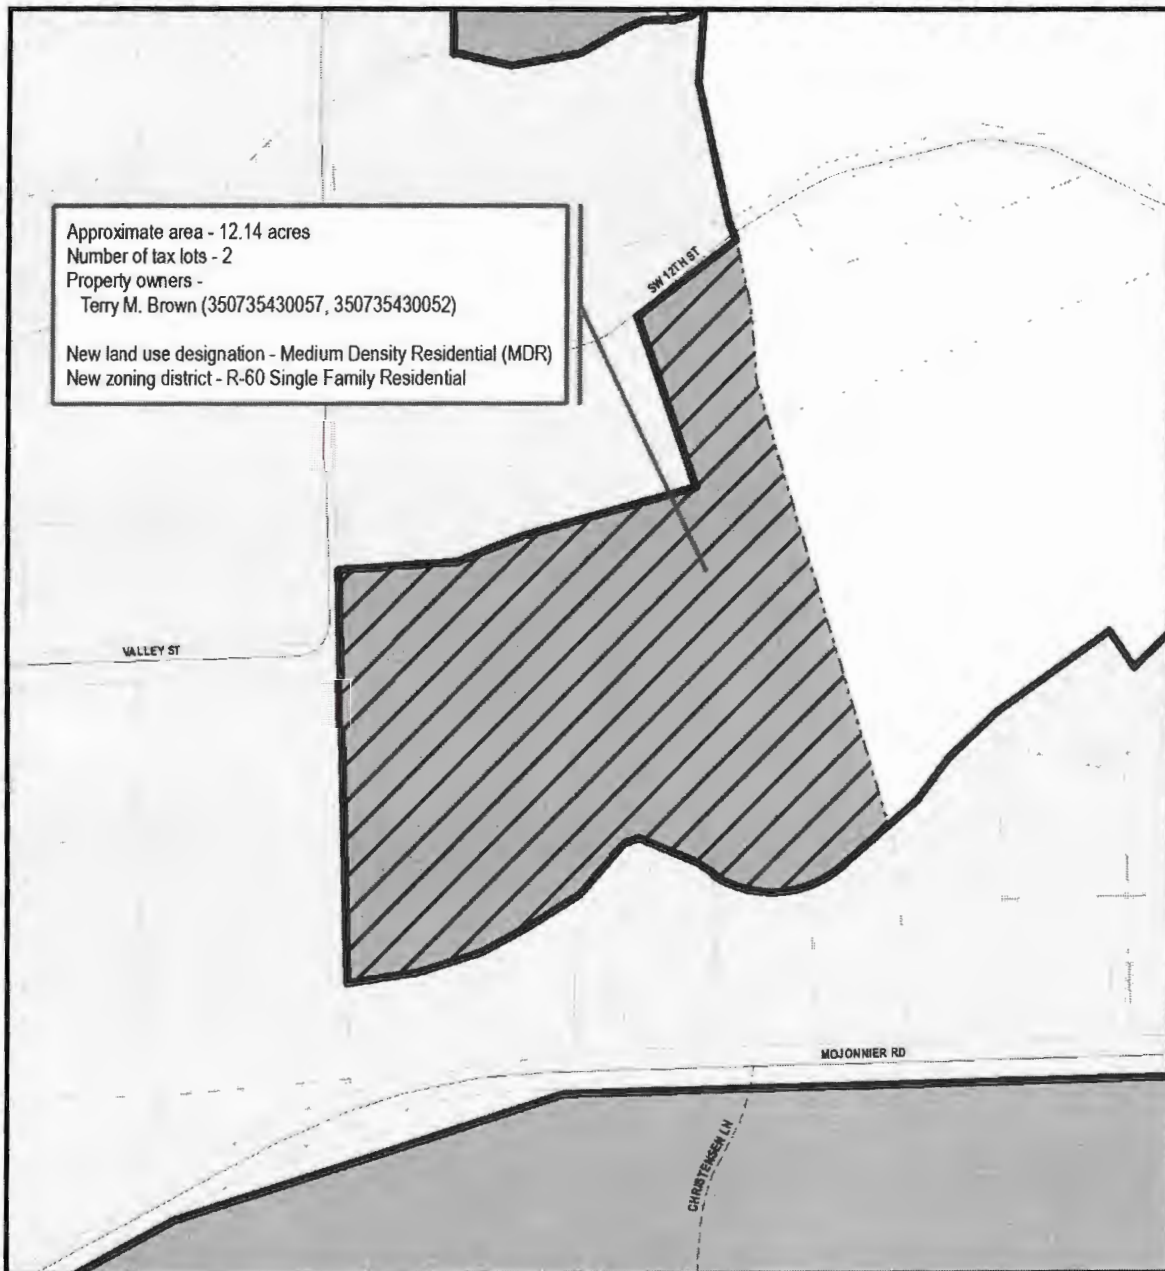 Approximate area - 12.14 acres
Number of tax lots - 2
Property owners -
Terry M. Brown (350735430057, 350735430052)
New land use designation - Medium Density Residential (MDR)
New zoning district - R-60 Single Family Residential
SW 12TH ST
VALLEY ST
MOJONNIER RD
CHRISTENSEN LN